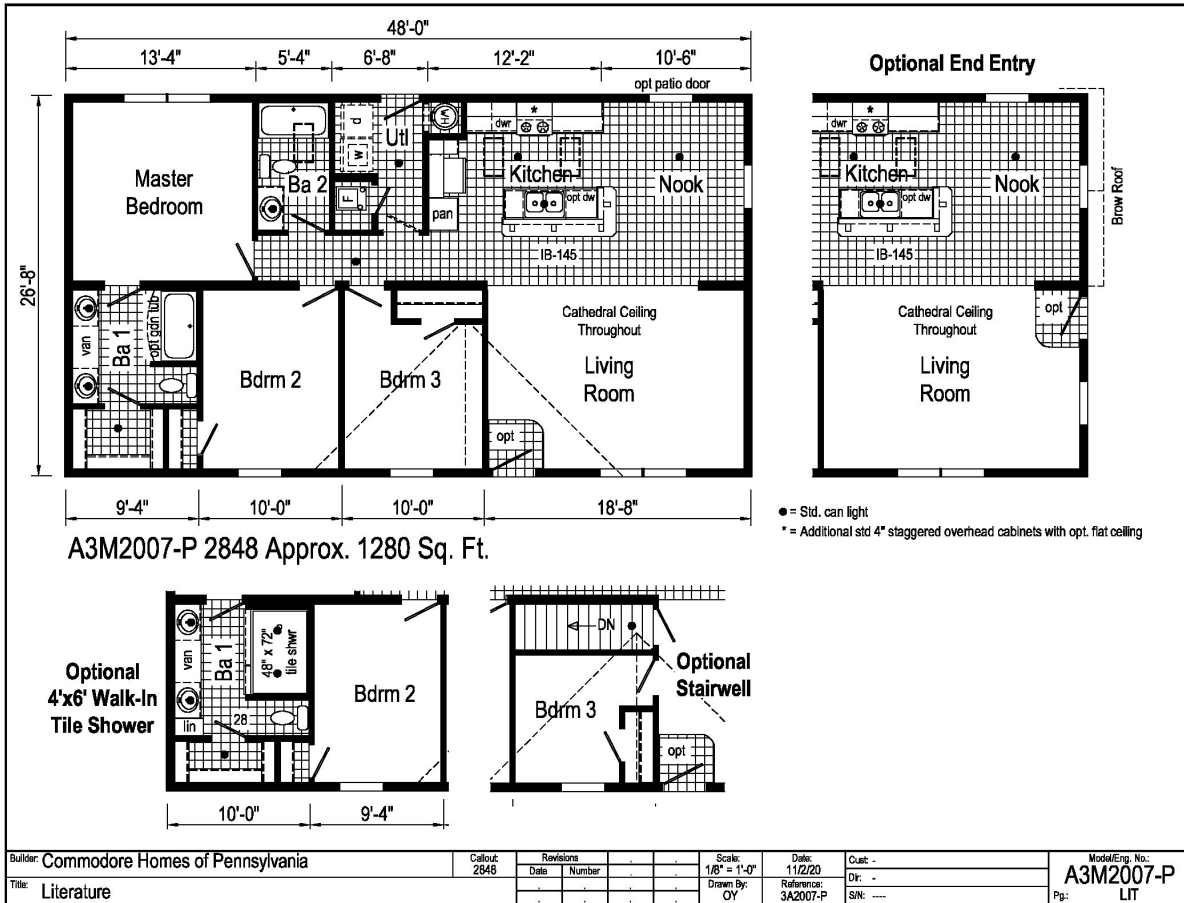 48'-0"
13'-4"
5'-4"
6'-8"
12'-2"
10'-6"
opt patio door
Optional End Entry
26'-8"
Master
Bedroom
Ba 2
d
w
F
Utl
WH
pan
dwr
*
Kitchen
opt dw
IB-145
Nook
dwr
*
Kitchen
opt dw
IB-145
Nook
Brow Roof
van
Ba 1
opt gdn tub
Bdrm 2
Bdrm 3
Cathedral Ceiling
Throughout
Living
Room
opt
Cathedral Ceiling
Throughout
Living
Room
opt
9'-4"
10'-0"
10'-0"
18'-8"
● = Std. can light
* = Additional std 4" staggered overhead cabinets with opt. flat ceiling
A3M2007-P 2848 Approx. 1280 Sq. Ft.
Optional
4'x6' Walk-In
Tile Shower
van
Ba 1
48" x 72"
tile shwr
lin
28
Bdrm 2
10'-0"
9'-4"
DN
Optional
Stairwell
Bdrm 3
opt
Builder: Commodore Homes of Pennsylvania
Title: Literature
Callout:
2848
Revisions
Date Number
Scale:
1/8" = 1'-0"
Drawn By:
OY
Date:
11/2/20
Reference:
3A2007-P
Cust: -
Dlr: -
S/N: ----
Model/Eng. No.:
A3M2007-P
Pg.: LIT